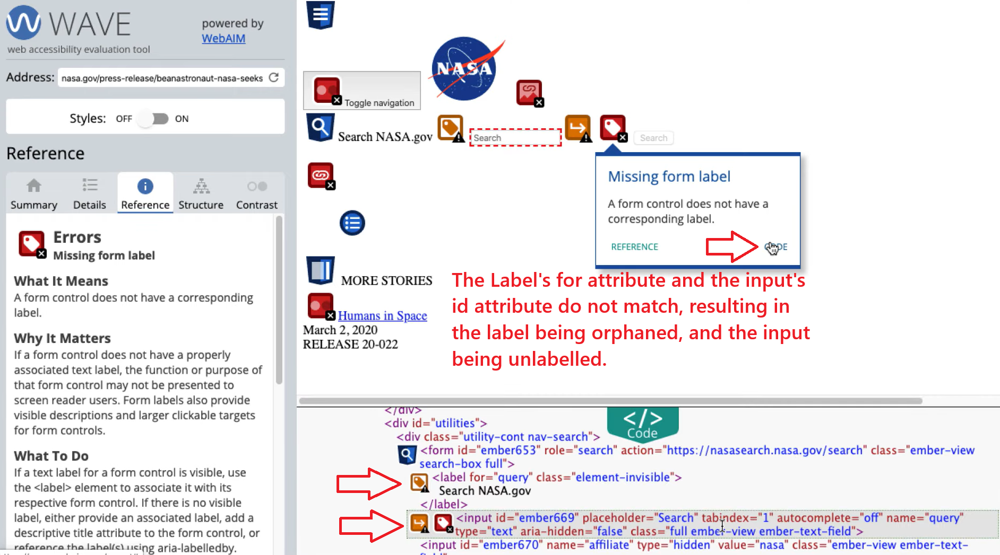 WAVE
powered by
WebAIM
web accessibility evaluation tool
Address: nasa.gov/press-release/beanastronaut-nasa-seeks
Styles: OFF ON
Reference
Summary Details Reference Structure Contrast
Errors
Missing form label
What It Means
A form control does not have a corresponding
label.
Why It Matters
If a form control does not have a properly
associated text label, the function or purpose of
that form control may not be presented to
screen reader users. Form labels also provide
visible descriptions and larger clickable targets
for form controls.
What To Do
If a text label for a form control is visible, use
the <label> element to associate it with its
respective form control. If there is no visible
label, either provide an associated label, add a
descriptive title attribute to the form control, or
reference the label(s) using aria-labelledby.
NASA
Toggle navigation
Search NASA.gov Search Search
Missing form label
A form control does not have a
corresponding label.
REFERENCE CODE
MORE STORIES
Humans in Space
March 2, 2020
RELEASE 20-022
The Label's for attribute and the input's
id attribute do not match, resulting in
the label being orphaned, and the input
being unlabelled.
</div>
</> Code
<div id="utilities">
<div class="utility-cont nav-search">
<form id="ember653" role="search" action="https://nasasearch.nasa.gov/search" class="ember-view
search-box full">
<label for="query" class="element-invisible">
Search NASA.gov
</label>
<input id="ember669" placeholder="Search" tabindex="1" autocomplete="off" name="query"
type="text" aria-hidden="false" class="full ember-view ember-text-field">
<input id="ember670" name="affiliate" type="hidden" value="nasa" class="ember-view ember-text-